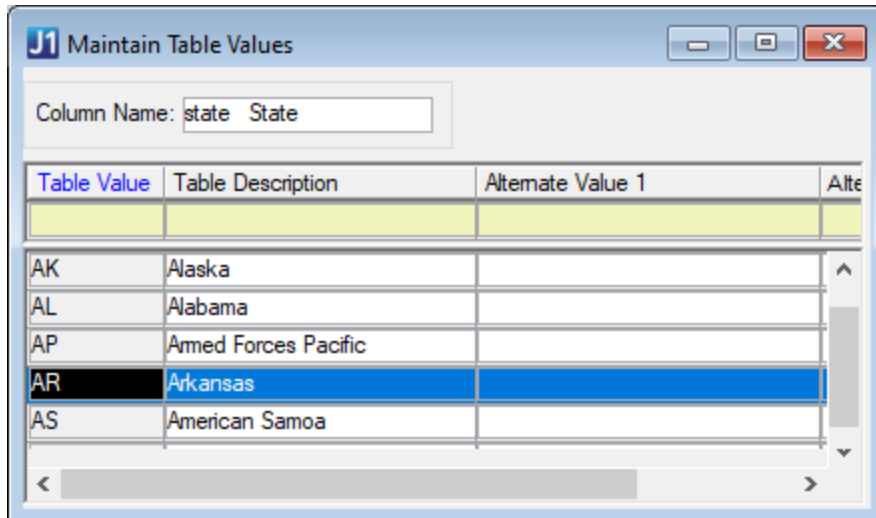 J1 Maintain Table Values
Column Name: state State
Table Value Table Description Alternate Value 1 Alte
AK Alaska
AL Alabama
AP Armed Forces Pacific
AR Arkansas
AS American Samoa